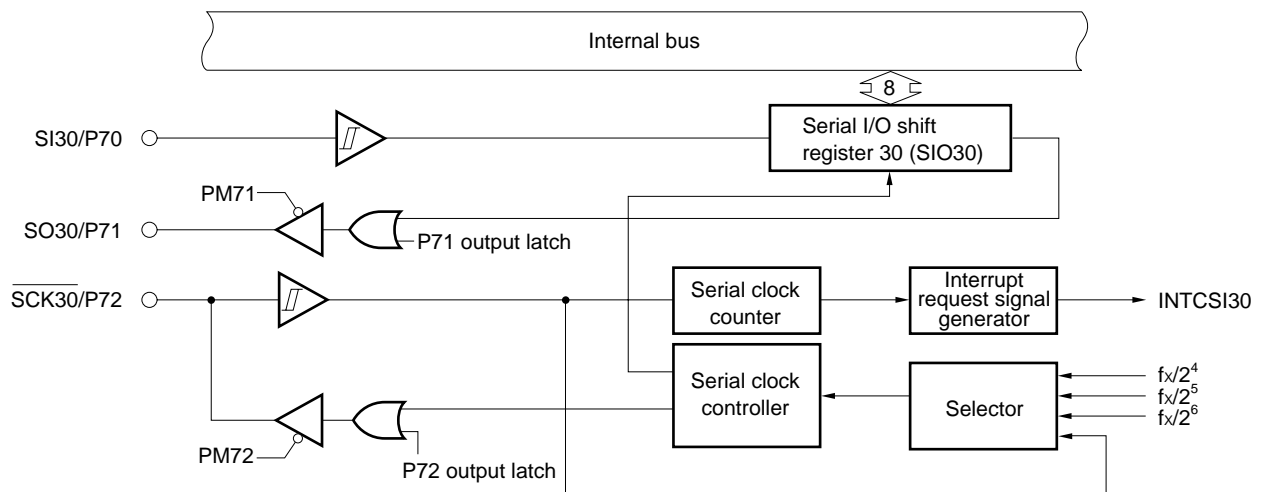 Internal bus
8
SI30/P70
Serial I/O shift
register 30 (SIO30)
PM71
SO30/P71
P71 output latch
SCK30/P72
Serial clock
counter
Interrupt
request signal
generator
INTCSI30
Serial clock
controller
Selector
fx/2⁴
fx/2⁵
fx/2⁶
PM72
P72 output latch